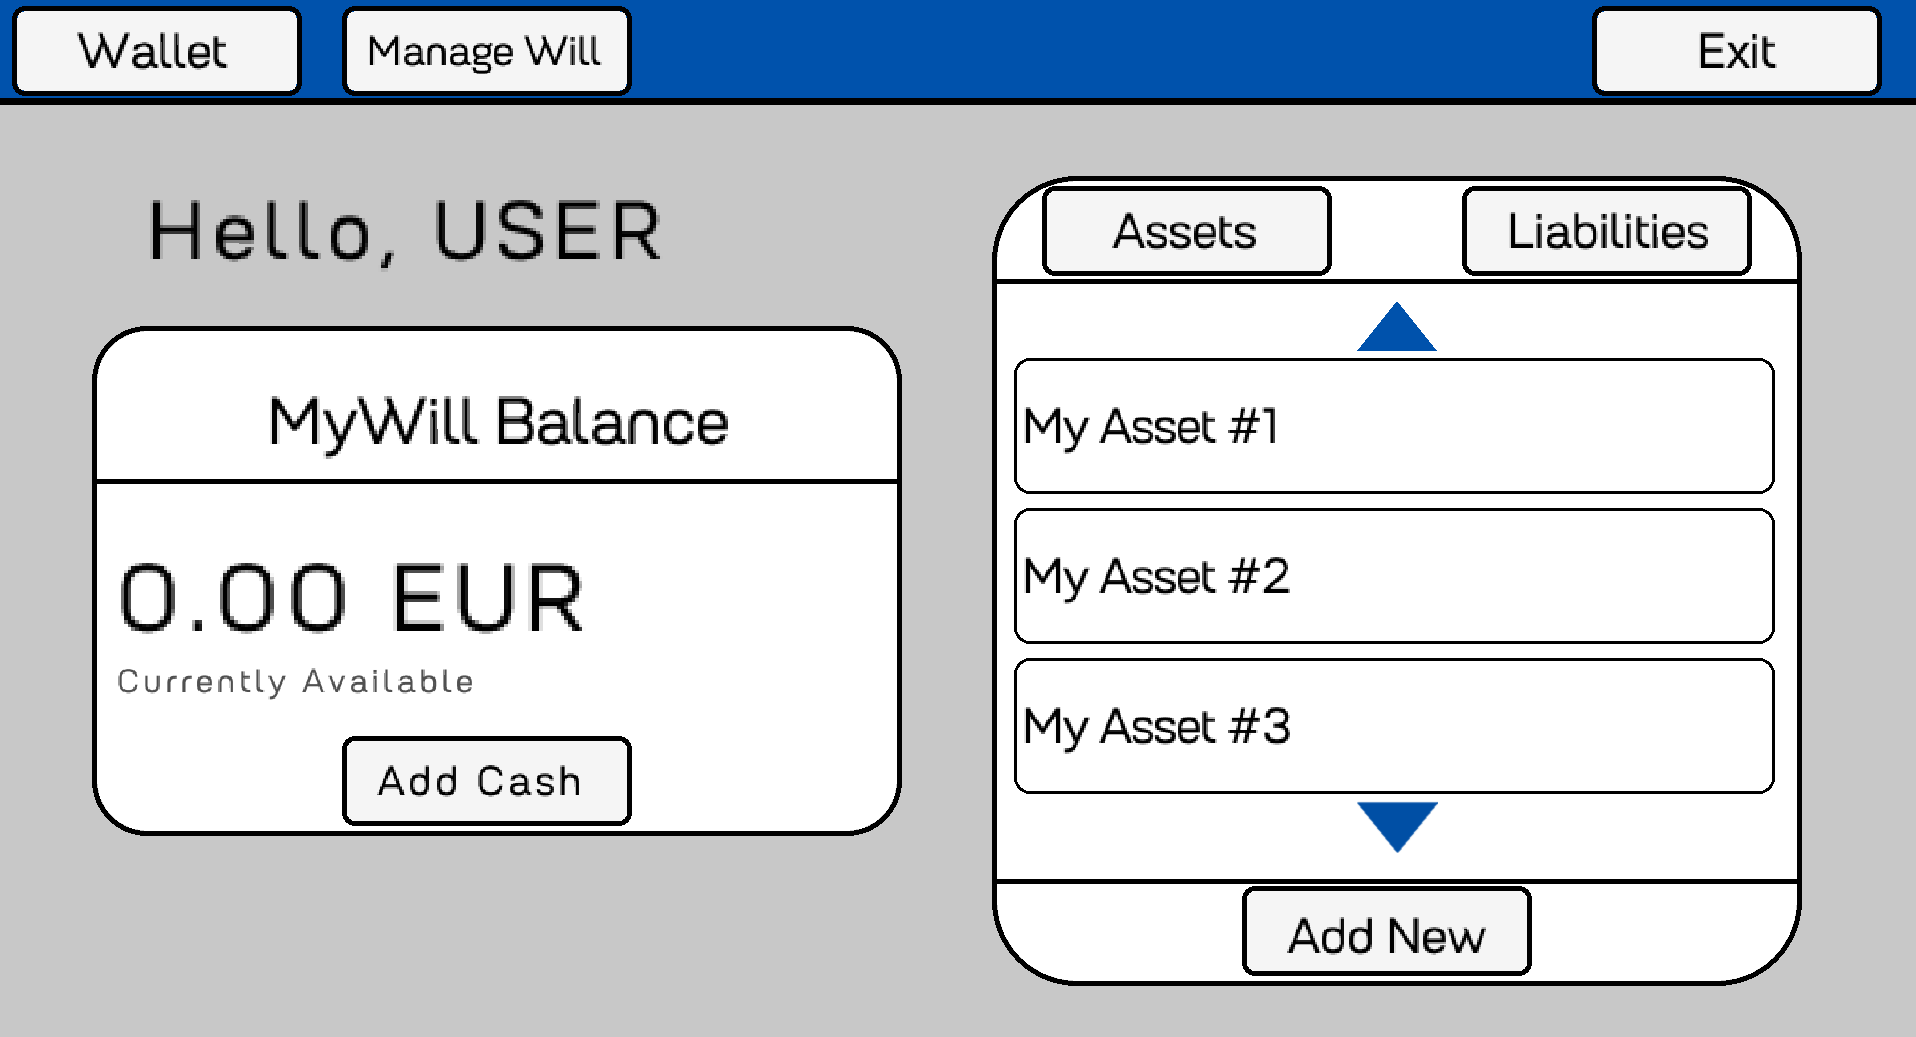 Wallet
Manage Will
Exit
Hello, USER
MyWill Balance
0.00 EUR
Currently Available
Add Cash
Assets
Liabilities
My Asset #1
My Asset #2
My Asset #3
Add New